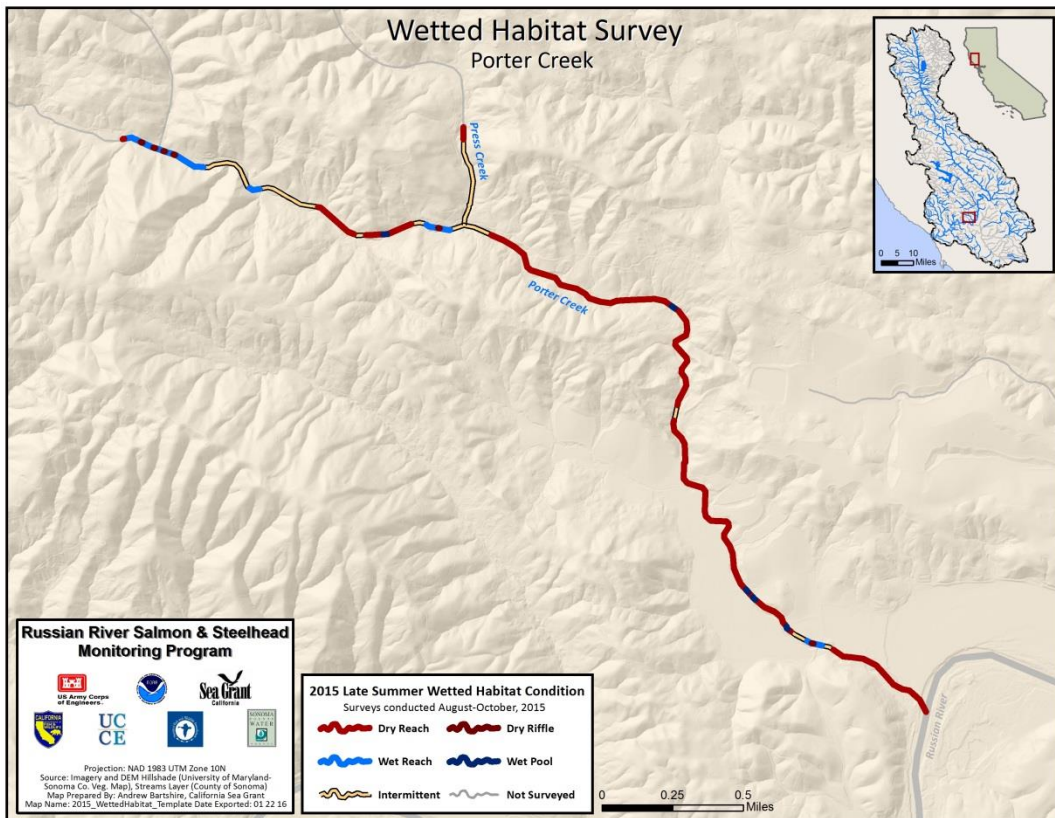 Wetted Habitat Survey
Porter Creek
Press Creek
Porter Creek
Russian River
0 5 10
Miles
Russian River Salmon & Steelhead
Monitoring Program
US Army Corps
of Engineers
Sea Grant
California
CALIFORNIA
UC
CE
SONOMA
COUNTY
WATER
Projection: NAD 1983 UTM Zone 10N
Source: Imagery and DEM Hillshade (University of Maryland-
Sonoma Co. Veg. Map), Streams Layer (County of Sonoma)
Map Prepared By: Andrew Bartshire, California Sea Grant
Map Name: 2015_WettedHabitat_Template Date Exported: 01 22 16
2015 Late Summer Wetted Habitat Condition
Surveys conducted August-October, 2015
Dry Reach Dry Riffle
Wet Reach Wet Pool
Intermittent Not Surveyed
0 0.25 0.5
Miles